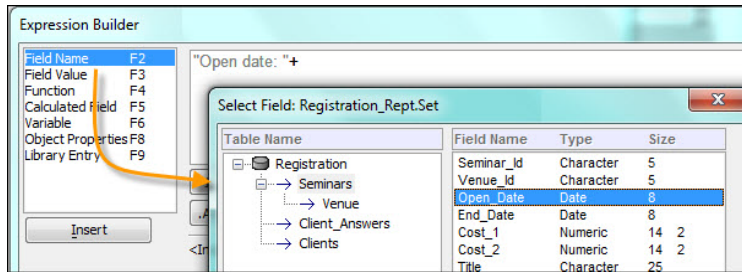 Expression Builder
Field Name F2
Field Value F3
Function F4
Calculated Field F5
Variable F6
Object Properties F8
Library Entry F9
Insert
"Open date: "+
Select Field: Registration_Rept.Set
Table Name
Registration
Seminars
Venue
Client_Answers
Clients
Field Name Type Size
Seminar_Id Character 5
Venue_Id Character 5
Open_Date Date 8
End_Date Date 8
Cost_1 Numeric 14 2
Cost_2 Numeric 14 2
Title Character 25